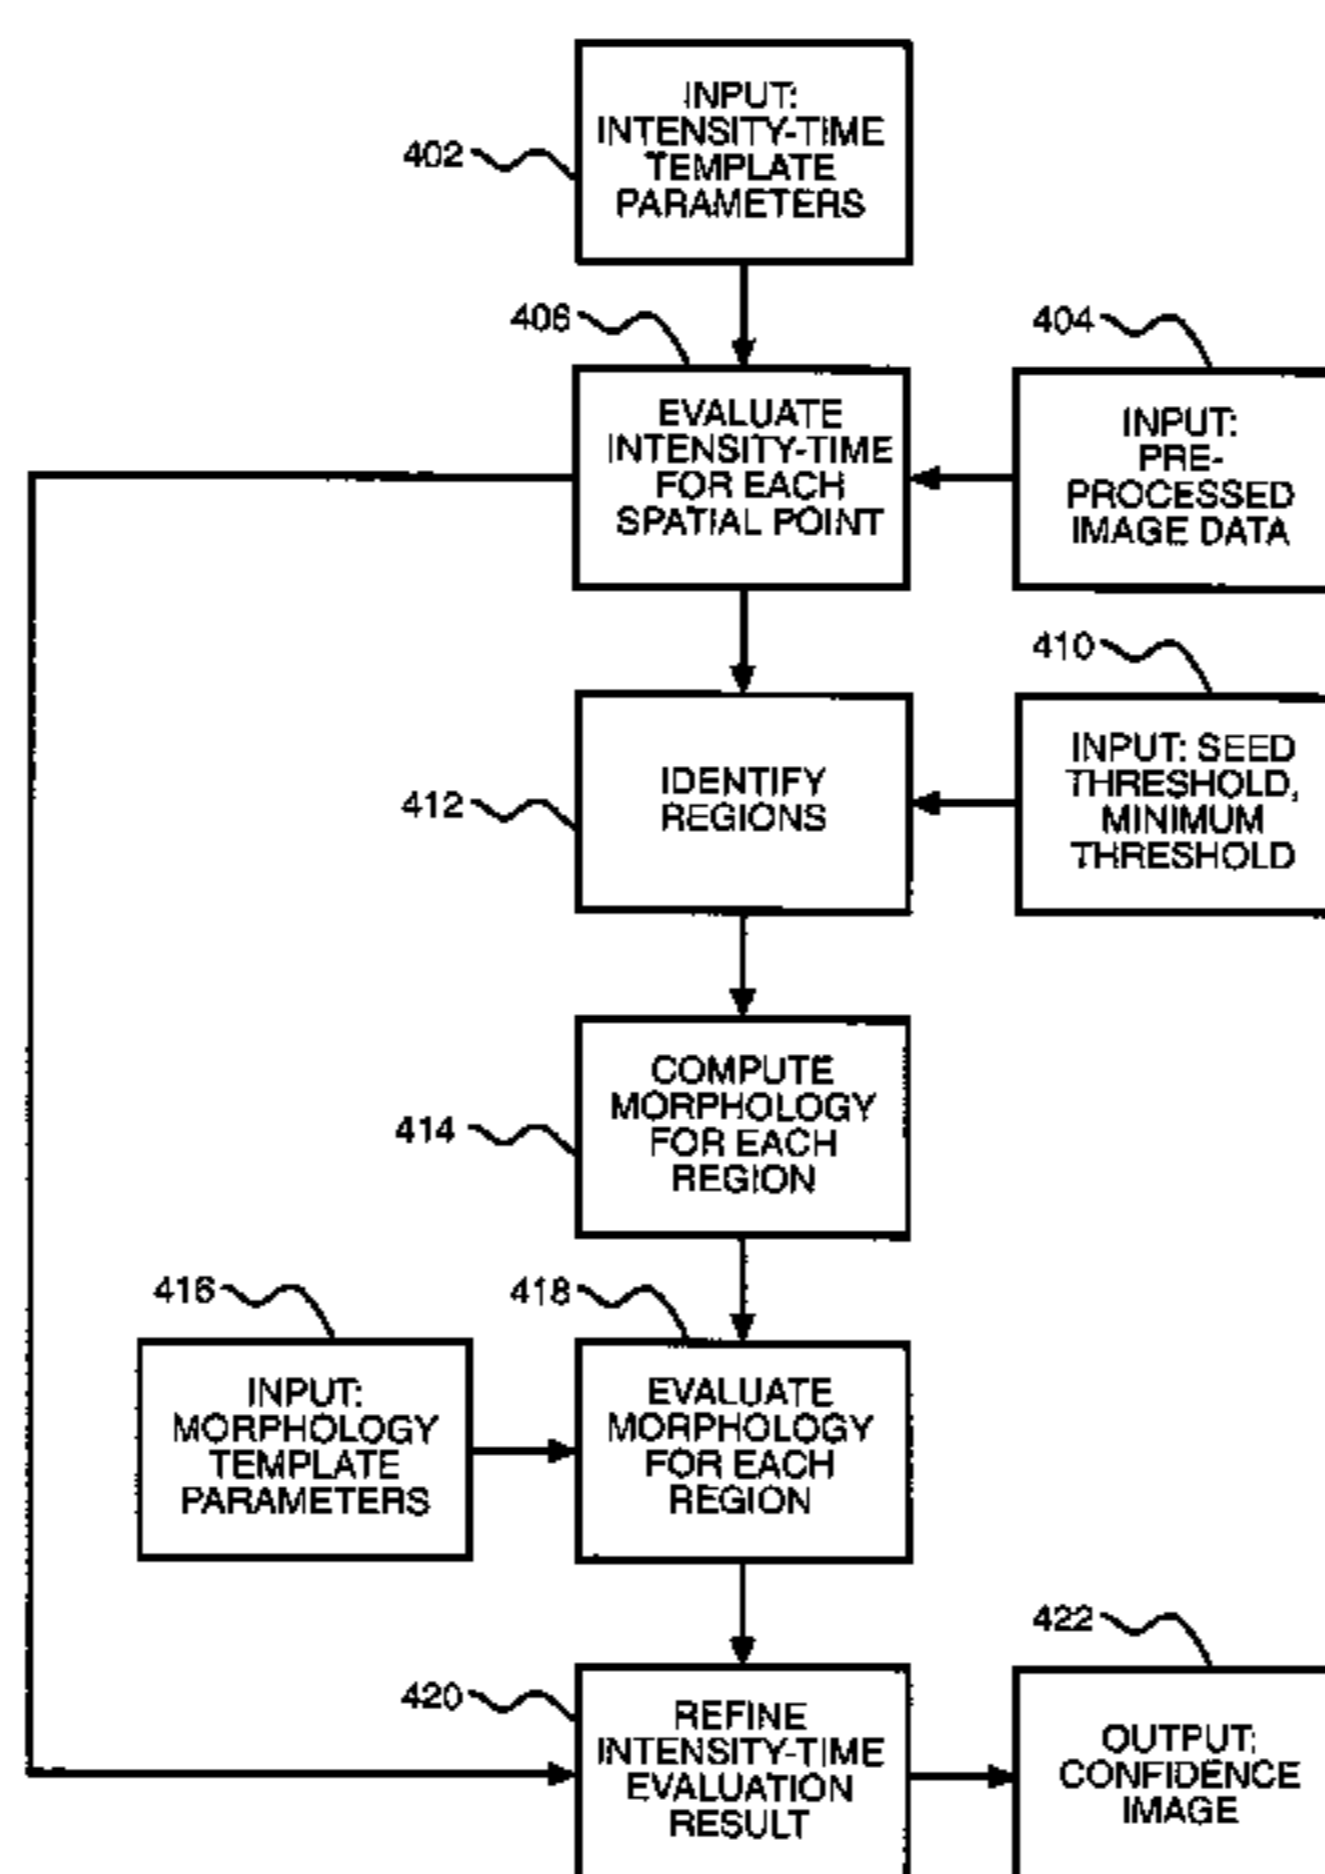 INPUT:
INTENSITY-TIME
TEMPLATE
PARAMETERS
402
406
404
EVALUATE
INTENSITY-TIME
FOR EACH
SPATIAL POINT
INPUT:
PRE-
PROCESSED
IMAGE DATA
410
IDENTIFY
REGIONS
412
INPUT: SEED
THRESHOLD,
MINIMUM
THRESHOLD
COMPUTE
MORPHOLOGY
FOR EACH
REGION
414
416
418
INPUT:
MORPHOLOGY
TEMPLATE
PARAMETERS
EVALUATE
MORPHOLOGY
FOR EACH
REGION
422
420
REFINE
INTENSITY-TIME
EVALUATION
RESULT
OUTPUT:
CONFIDENCE
IMAGE